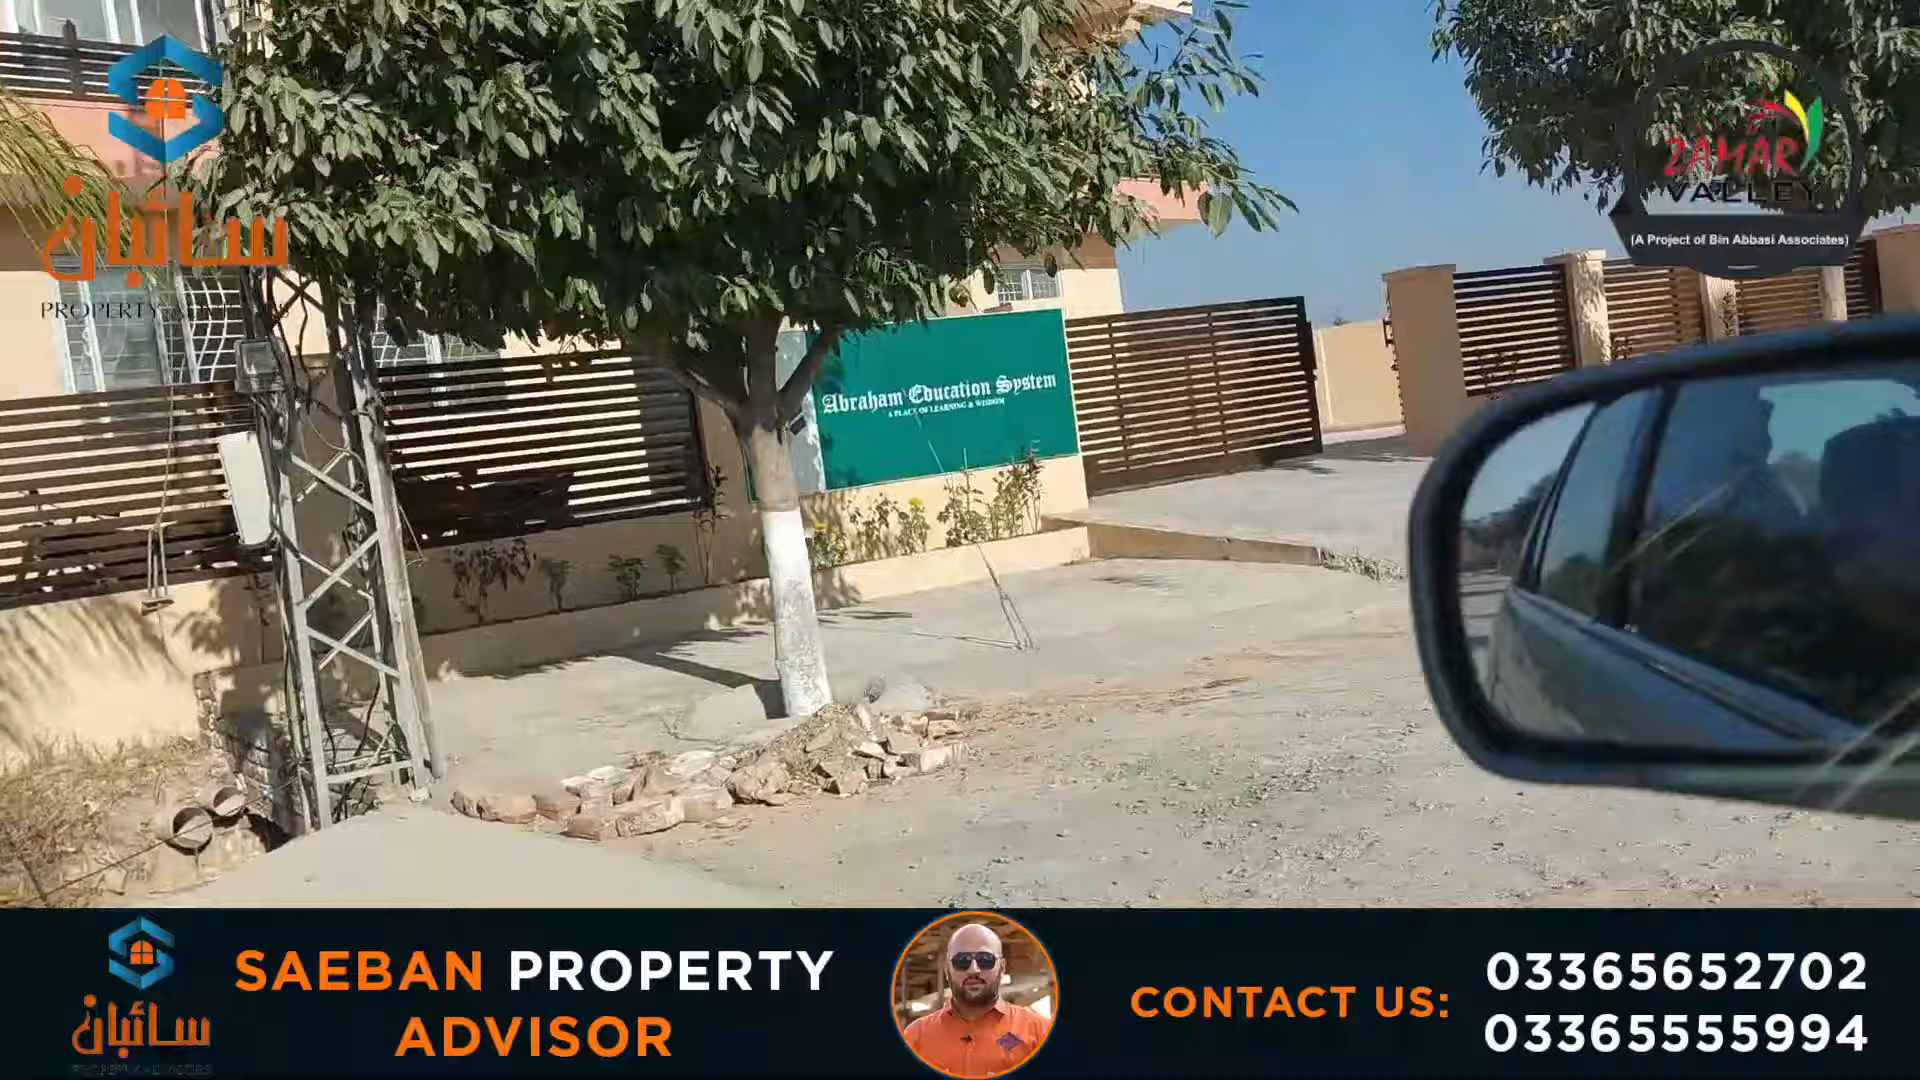 سائبان
PROPERTY
ZAMAR
VALLEY
(A Project of Bin Abbasi Associates)
Abraham Education System
A PLACE OF LEARNING & WISDOM
سائبان
SAEBAN PROPERTY
ADVISOR
CONTACT US:
03365652702
03365555994